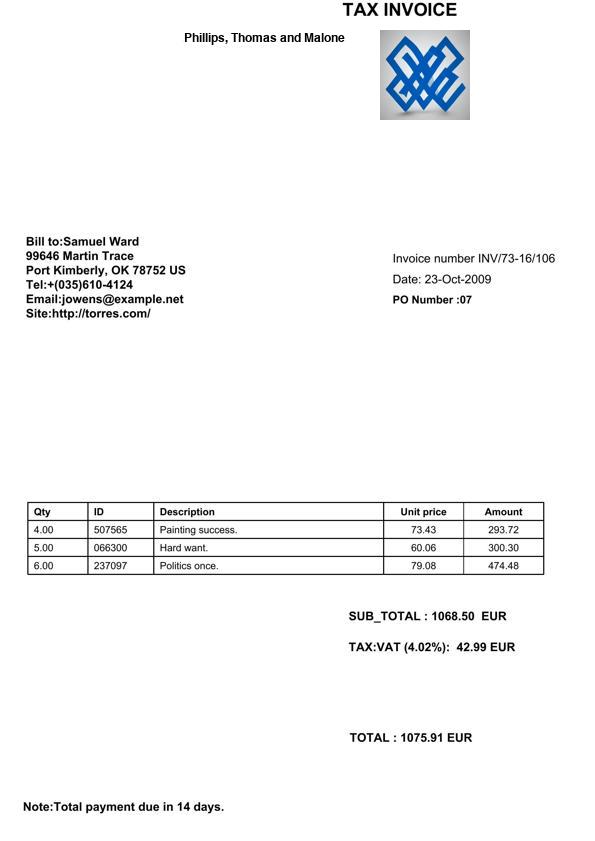 TAX INVOICE
Phillips, Thomas and Malone
Bill to:Samuel Ward
99646 Martin Trace
Port Kimberly, OK 78752 US
Tel:+(035)610-4124
Email:jowens@example.net
Site:http://torres.com/
Invoice number INV/73-16/106
Date: 23-Oct-2009
PO Number :07
Qty ID Description Unit price Amount
4.00 507565 Painting success. 73.43 293.72
5.00 066300 Hard want. 60.06 300.30
6.00 237097 Politics once. 79.08 474.48
SUB_TOTAL : 1068.50 EUR
TAX:VAT (4.02%): 42.99 EUR
TOTAL : 1075.91 EUR
Note:Total payment due in 14 days.